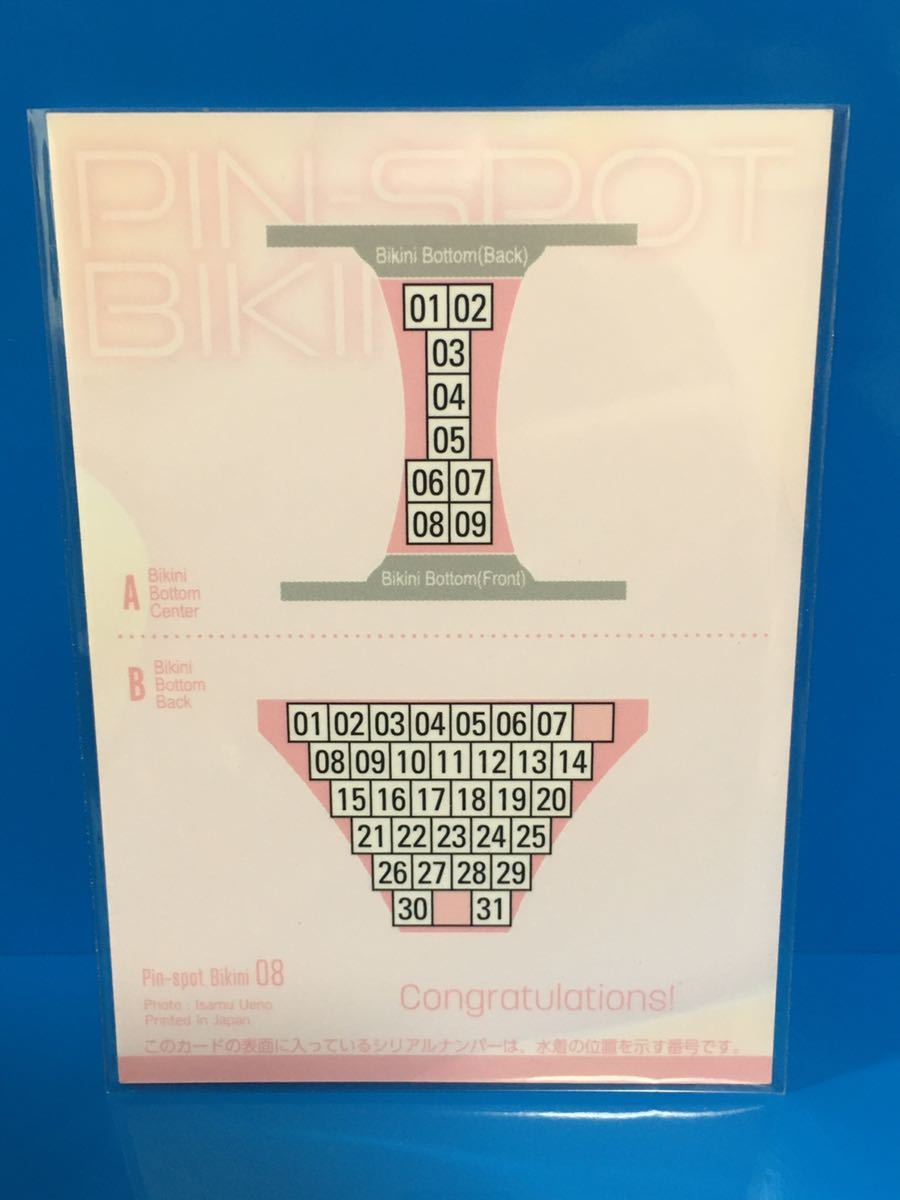 PIN-SPOT
BIKINI
Bikini Bottom(Back)
01 02
03
04
05
06 07
08 09
Bikini Bottom(Front)
A Bikini
Bottom
Center
B Bikini
Bottom
Back
01 02 03 04 05 06 07
08 09 10 11 12 13 14
15 16 17 18 19 20
21 22 23 24 25
26 27 28 29
30 31
Pin-spot Bikini 08
Photo : Isamu Ueno
Printed in Japan
Congratulations!
このカードの表面に入っているシリアルナンバーは、水着の位置を示す番号です。